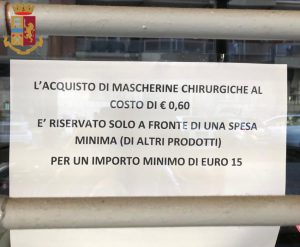 L'ACQUISTO DI MASCHERINE CHIRURGICHE AL
COSTO DI € 0,60
E' RISERVATO SOLO A FRONTE DI UNA SPESA
MINIMA (DI ALTRI PRODOTTI)
PER UN IMPORTO MINIMO DI EURO 15